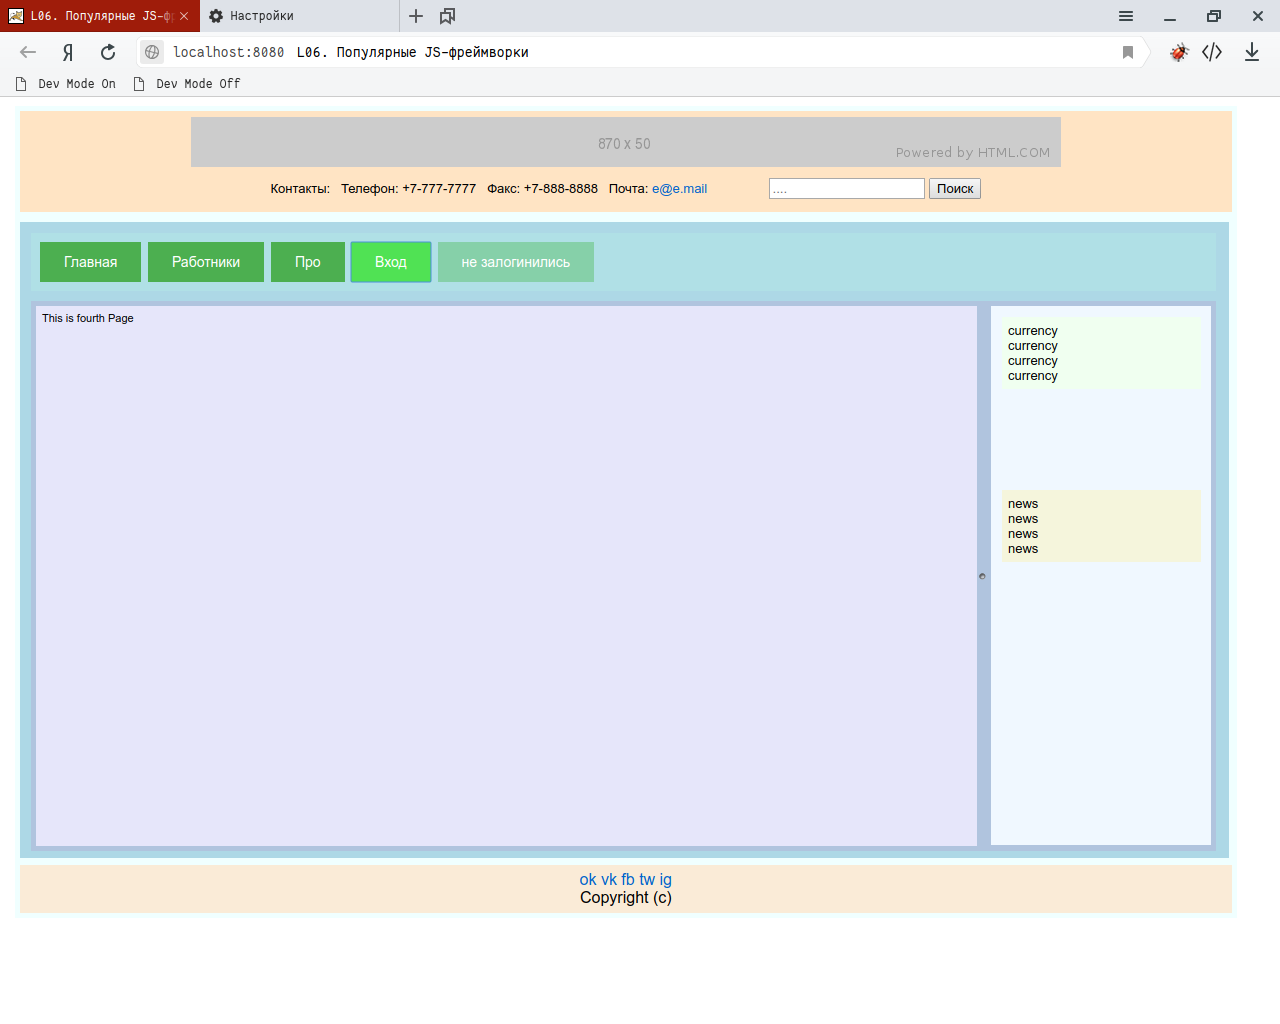 L06. Популярные JS-фр
Настройки
localhost:8080 L06. Популярные JS-фреймворки
Dev Mode On Dev Mode Off
870 x 50
Powered by HTML.COM
Контакты: Телефон: +7-777-7777 Факс: +7-888-8888 Почта: e@e.mail .... Поиск
Главная Работники Про Вход не залогинились
This is fourth Page
currency
currency
currency
currency
news
news
news
news
ok vk fb tw ig
Copyright (c)